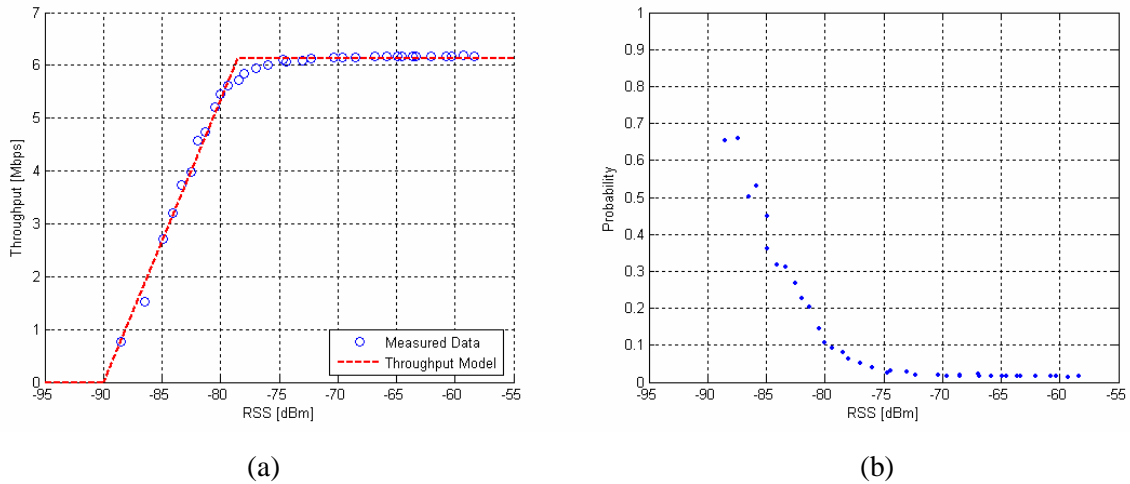 7
6
5
4
3
2
1
0
Throughput [Mbps]
Measured Data
Throughput Model
-95 -90 -85 -80 -75 -70 -65 -60 -55
RSS [dBm]
(a)
1
0.9
0.8
0.7
0.6
0.5
0.4
0.3
0.2
0.1
0
Probability
-95 -90 -85 -80 -75 -70 -65 -60 -55
RSS [dBm]
(b)